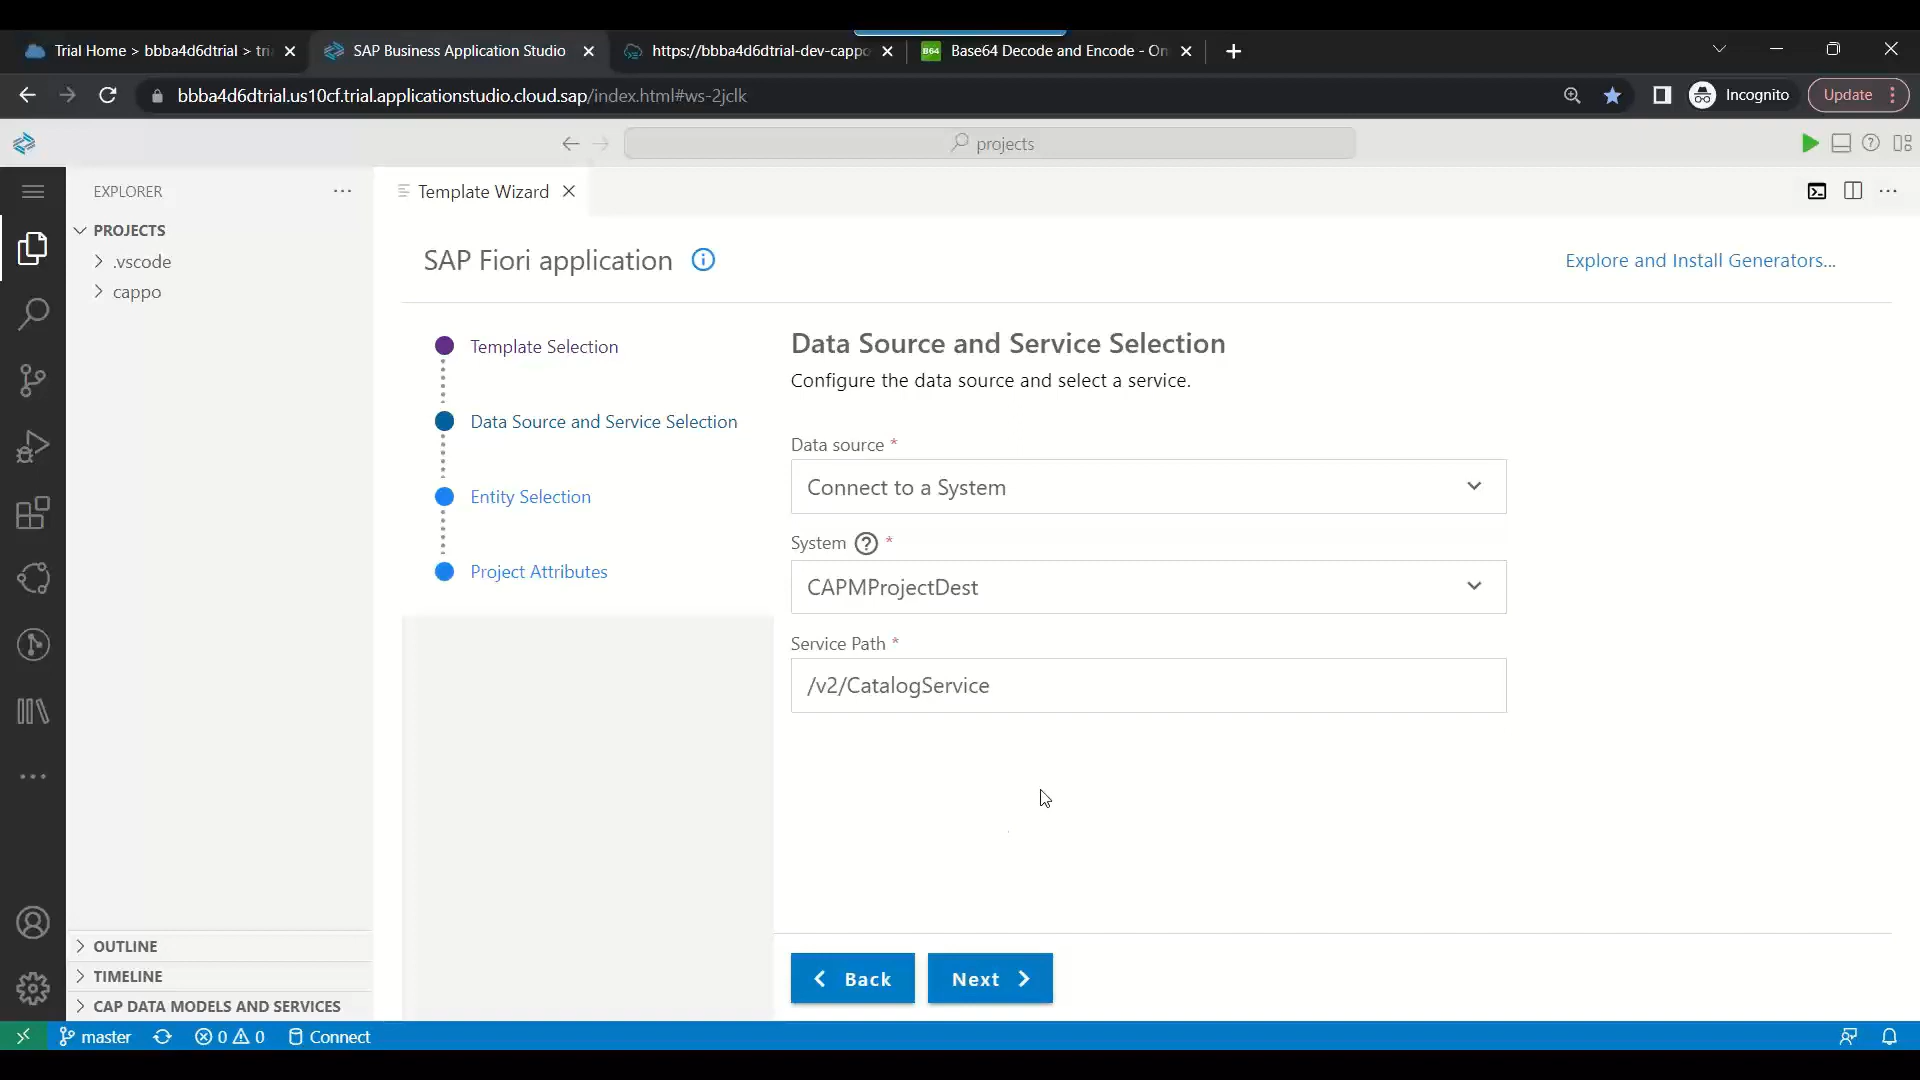 Trial Home > bbba4d6dtrial > tri
SAP Business Application Studio
https://bbba4d6dtrial-dev-cappo
B64
Base64 Decode and Encode - On
bbba4d6dtrial.us10cf.trial.applicationstudio.cloud.sap/index.html#ws-2jclk
Incognito
Update
projects
EXPLORER
Template Wizard
PROJECTS
.vscode
cappo
SAP Fiori application
Explore and Install Generators...
Template Selection
Data Source and Service Selection
Entity Selection
Project Attributes
Data Source and Service Selection
Configure the data source and select a service.
Data source *
Connect to a System
System *
CAPMProjectDest
Service Path *
/v2/CatalogService
Back
Next
OUTLINE
TIMELINE
CAP DATA MODELS AND SERVICES
master
0
0
Connect